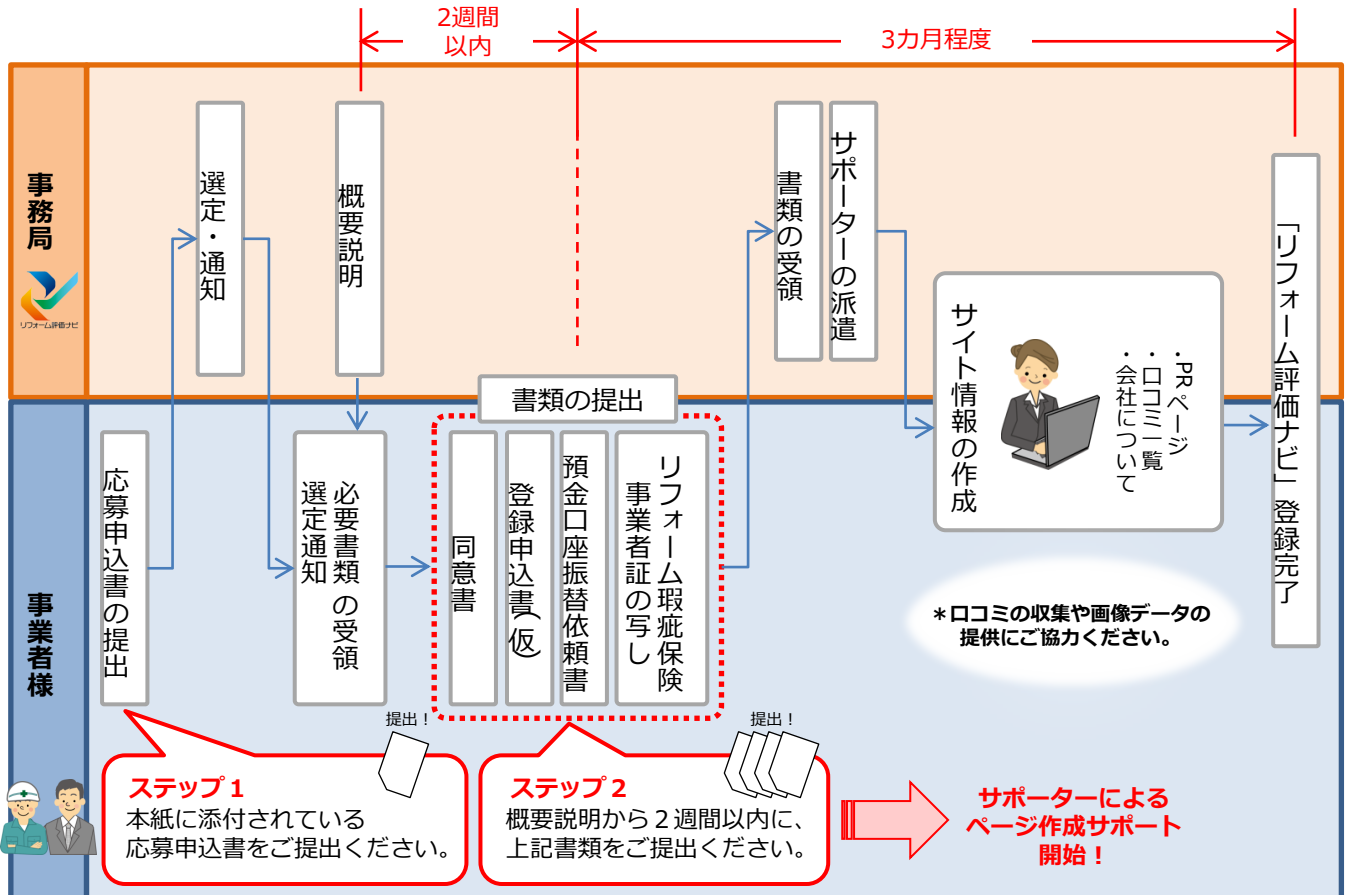 2週間
以内
3カ月程度
事務局
リフォーム評価ナビ
選定・通知
概要説明
書類の受領
サポーターの派遣
サイト情報の作成
・PRページ
・口コミ一覧
・会社について
「リフォーム評価ナビ」登録完了
書類の提出
事業者様
応募申込書の提出
必要書類の受領
選定通知
同意書
登録申込書(仮)
預金口座振替依頼書
リフォーム瑕疵保険
事業者証の写し
＊口コミの収集や画像データの
提供にご協力ください。
提出！
ステップ１
本紙に添付されている
応募申込書をご提出ください。
提出！
ステップ２
概要説明から２週間以内に、
上記書類をご提出ください。
サポーターによる
ページ作成サポート
開始！